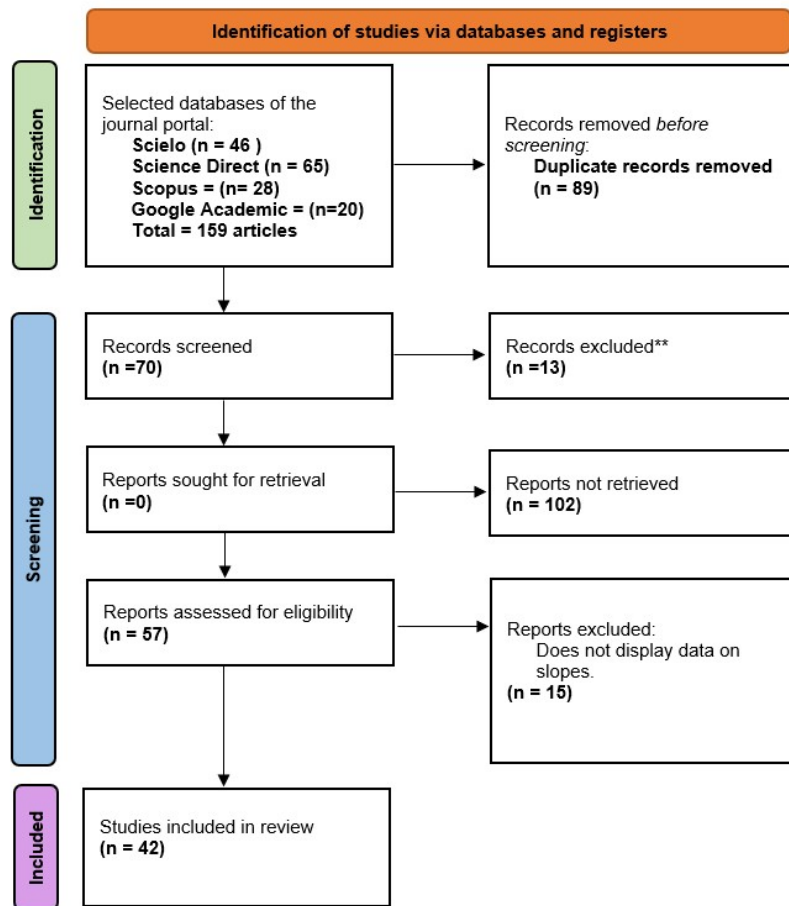 Identification of studies via databases and registers
Identification
Selected databases of the
journal portal:
Scielo (n = 46 )
Science Direct (n = 65)
Scopus = (n= 28)
Google Academic = (n=20)
Total = 159 articles
Records removed before
screening:
Duplicate records removed
(n = 89)
Screening
Records screened
(n =70)
Records excluded**
(n =13)
Reports sought for retrieval
(n =0)
Reports not retrieved
(n = 102)
Reports assessed for eligibility
(n = 57)
Reports excluded:
Does not display data on
slopes.
(n = 15)
Included
Studies included in review
(n = 42)